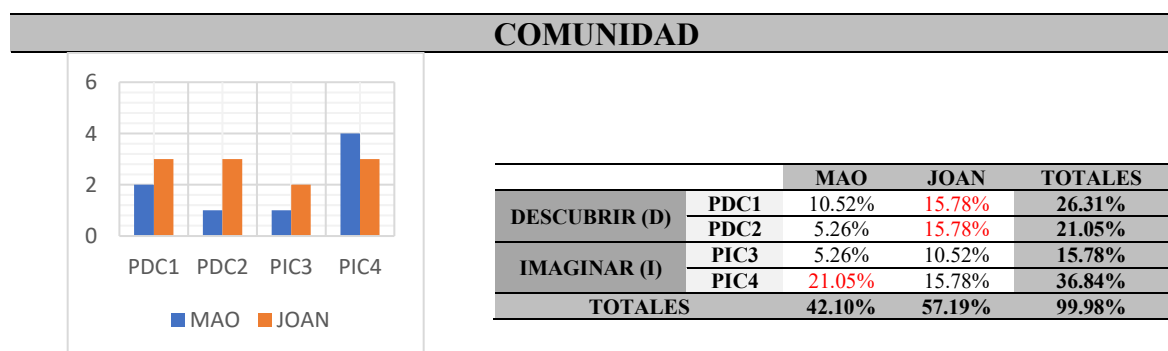 COMUNIDAD
6
4
2
0
PDC1 PDC2 PIC3 PIC4
MAO JOAN
MAO JOAN TOTALES
DESCUBRIR (D) PDC1 10.52% 15.78% 26.31%
PDC2 5.26% 15.78% 21.05%
IMAGINAR (I) PIC3 5.26% 10.52% 15.78%
PIC4 21.05% 15.78% 36.84%
TOTALES 42.10% 57.19% 99.98%